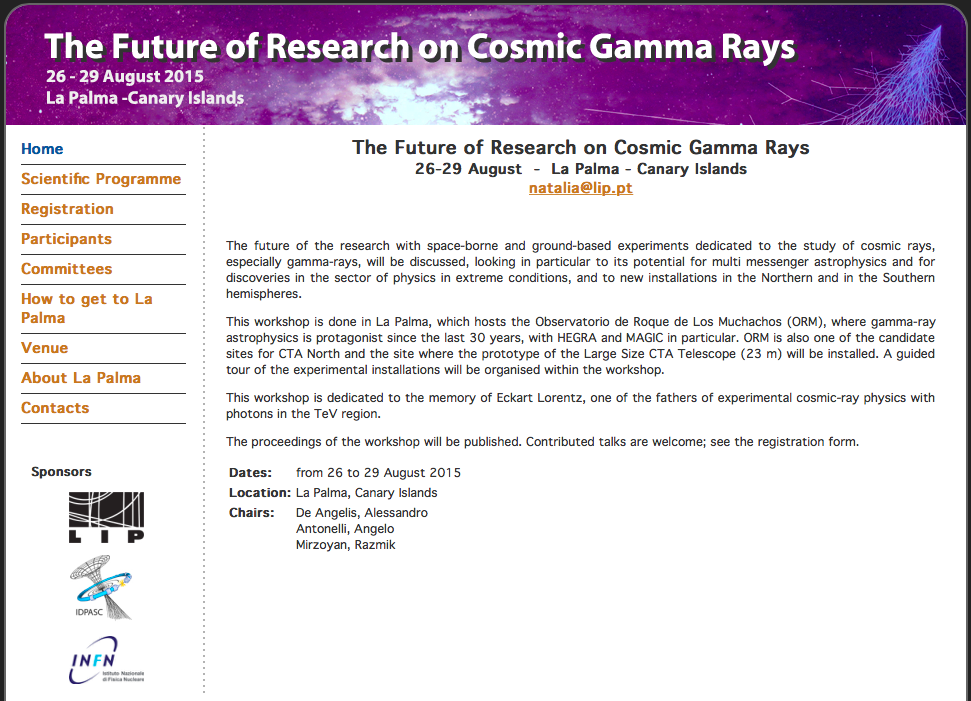 The Future of Research on Cosmic Gamma Rays
26 - 29 August 2015
La Palma -Canary Islands
Home
Scientific Programme
Registration
Participants
Committees
How to get to La
Palma
Venue
About La Palma
Contacts
Sponsors
LIP
IDPASC
INFN
Istituto Nazionale
di Fisica Nucleare
The Future of Research on Cosmic Gamma Rays
26-29 August - La Palma - Canary Islands
natalia@lip.pt
The future of the research with space-borne and ground-based experiments dedicated to the study of cosmic rays,
especially gamma-rays, will be discussed, looking in particular to its potential for multi messenger astrophysics and for
discoveries in the sector of physics in extreme conditions, and to new installations in the Northern and in the Southern
hemispheres.
This workshop is done in La Palma, which hosts the Observatorio de Roque de Los Muchachos (ORM), where gamma-ray
astrophysics is protagonist since the last 30 years, with HEGRA and MAGIC in particular. ORM is also one of the candidate
sites for CTA North and the site where the prototype of the Large Size CTA Telescope (23 m) will be installed. A guided
tour of the experimental installations will be organised within the workshop.
This workshop is dedicated to the memory of Eckart Lorentz, one of the fathers of experimental cosmic-ray physics with
photons in the TeV region.
The proceedings of the workshop will be published. Contributed talks are welcome; see the registration form.
Dates: from 26 to 29 August 2015
Location: La Palma, Canary Islands
Chairs: De Angelis, Alessandro
Antonelli, Angelo
Mirzoyan, Razmik